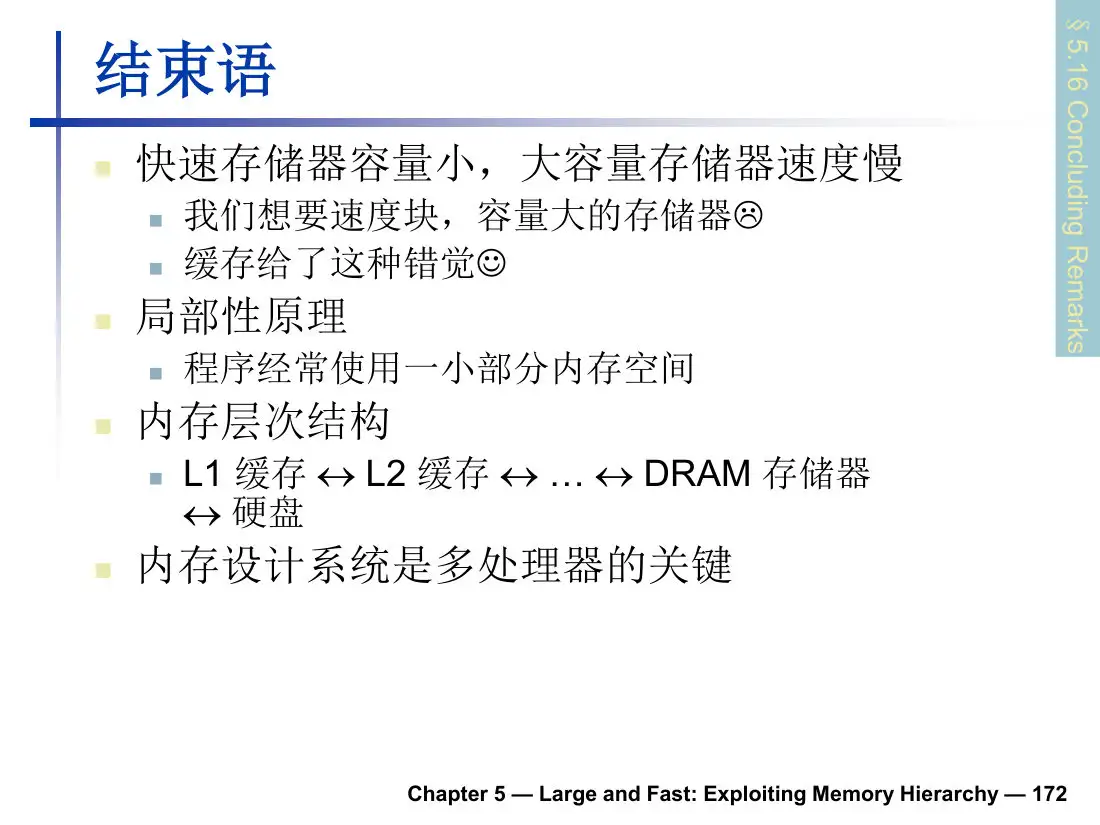 结束语
§5.16 Concluding Remarks
快速存储器容量小，大容量存储器速度慢
我们想要速度块，容量大的存储器☹
缓存给了这种错觉☺
局部性原理
程序经常使用一小部分内存空间
内存层次结构
L1 缓存 ↔ L2 缓存 ↔ … ↔ DRAM 存储器
↔ 硬盘
内存设计系统是多处理器的关键
Chapter 5 — Large and Fast: Exploiting Memory Hierarchy — 172